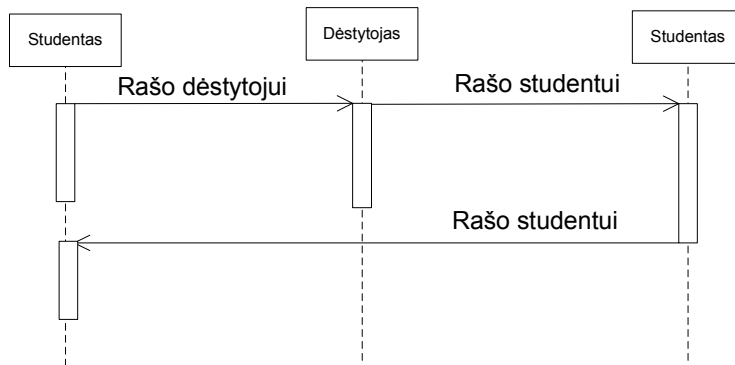 Studentas
Dėstytojas
Studentas
Rašo dėstytojui
Rašo studentui
Rašo studentui